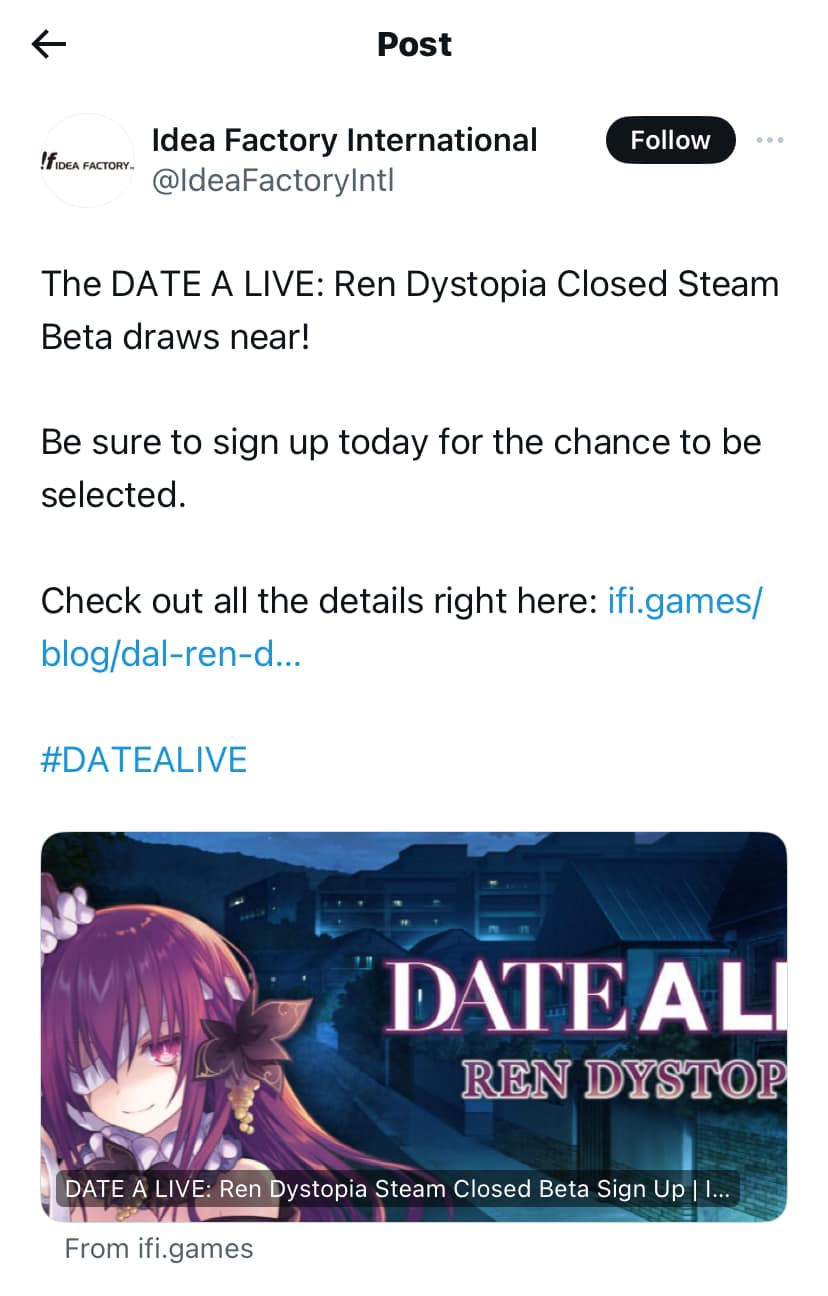 Post
!f IDEA FACTORY™
Idea Factory International
Follow
@IdeaFactoryIntl
The DATE A LIVE: Ren Dystopia Closed Steam
Beta draws near!
Be sure to sign up today for the chance to be
selected.
Check out all the details right here: ifi.games/
blog/dal-ren-d...
#DATEALIVE
DATE A LI
REN DYSTOP
DATE A LIVE: Ren Dystopia Steam Closed Beta Sign Up | I...
From ifi.games